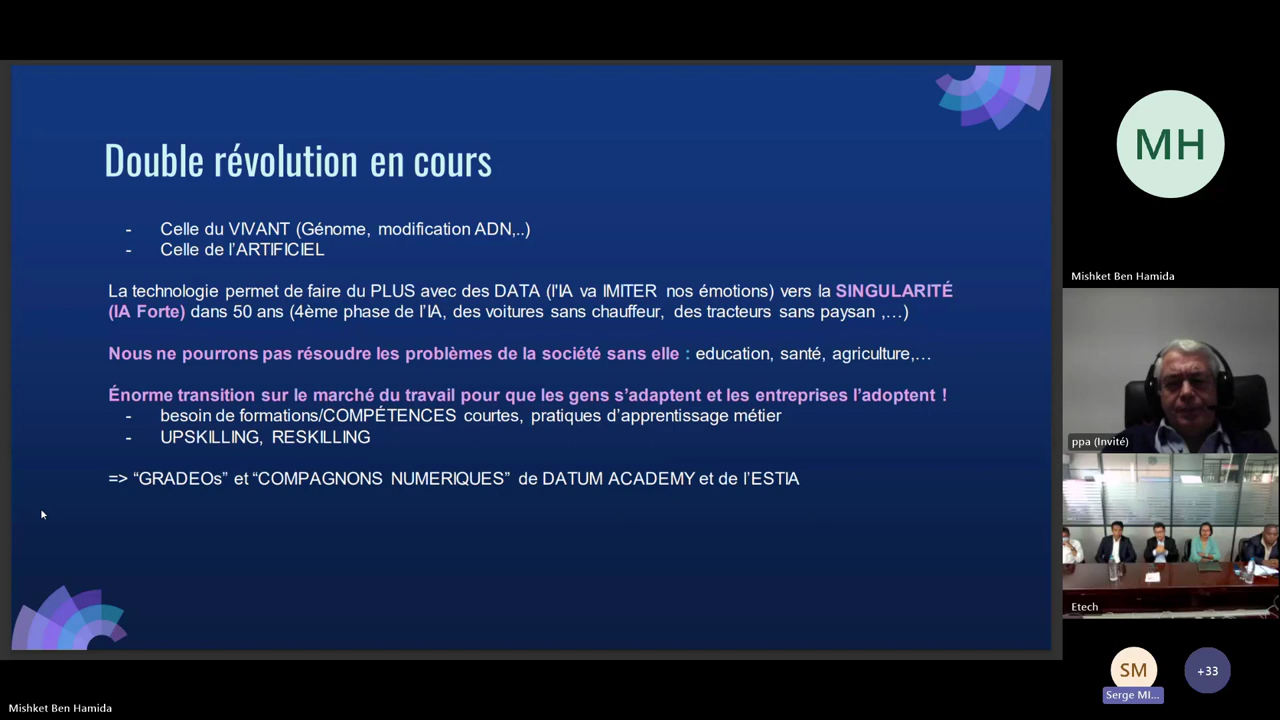 Double révolution en cours
- Celle du VIVANT (Génome, modification ADN,..)
- Celle de l'ARTIFICIEL
La technologie permet de faire du PLUS avec des DATA (l'IA va IMITER nos émotions) vers la SINGULARITÉ
(IA Forte) dans 50 ans (4ème phase de l'IA, des voitures sans chauffeur, des tracteurs sans paysan ,…)
Nous ne pourrons pas résoudre les problèmes de la société sans elle : education, santé, agriculture,…
Énorme transition sur le marché du travail pour que les gens s'adaptent et les entreprises l'adoptent !
- besoin de formations/COMPÉTENCES courtes, pratiques d'apprentissage métier
- UPSKILLING, RESKILLING
=> “GRADEOs” et “COMPAGNONS NUMERIQUES” de DATUM ACADEMY et de l'ESTIA
MH
Mishket Ben Hamida
ppa (Invité)
Etech
SM
+33
Serge MI...
Mishket Ben Hamida